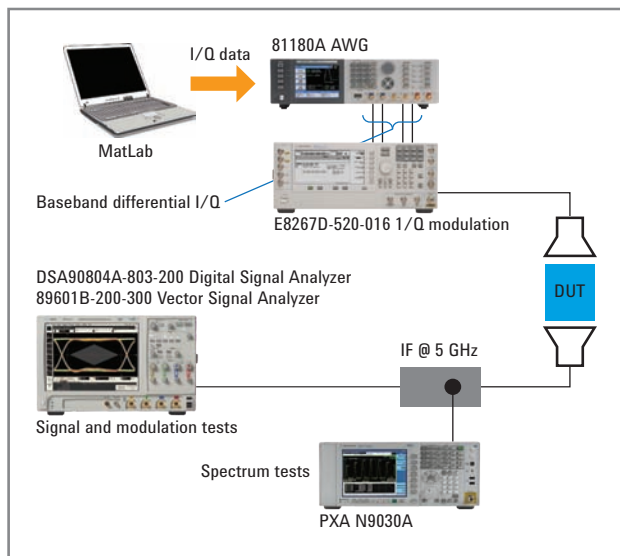 81180A AWG
I/Q data
MatLab
Baseband differential I/Q
E8267D-520-016 1/Q modulation
DSA90804A-803-200 Digital Signal Analyzer
89601B-200-300 Vector Signal Analyzer
DUT
IF @ 5 GHz
Signal and modulation tests
Spectrum tests
PXA N9030A